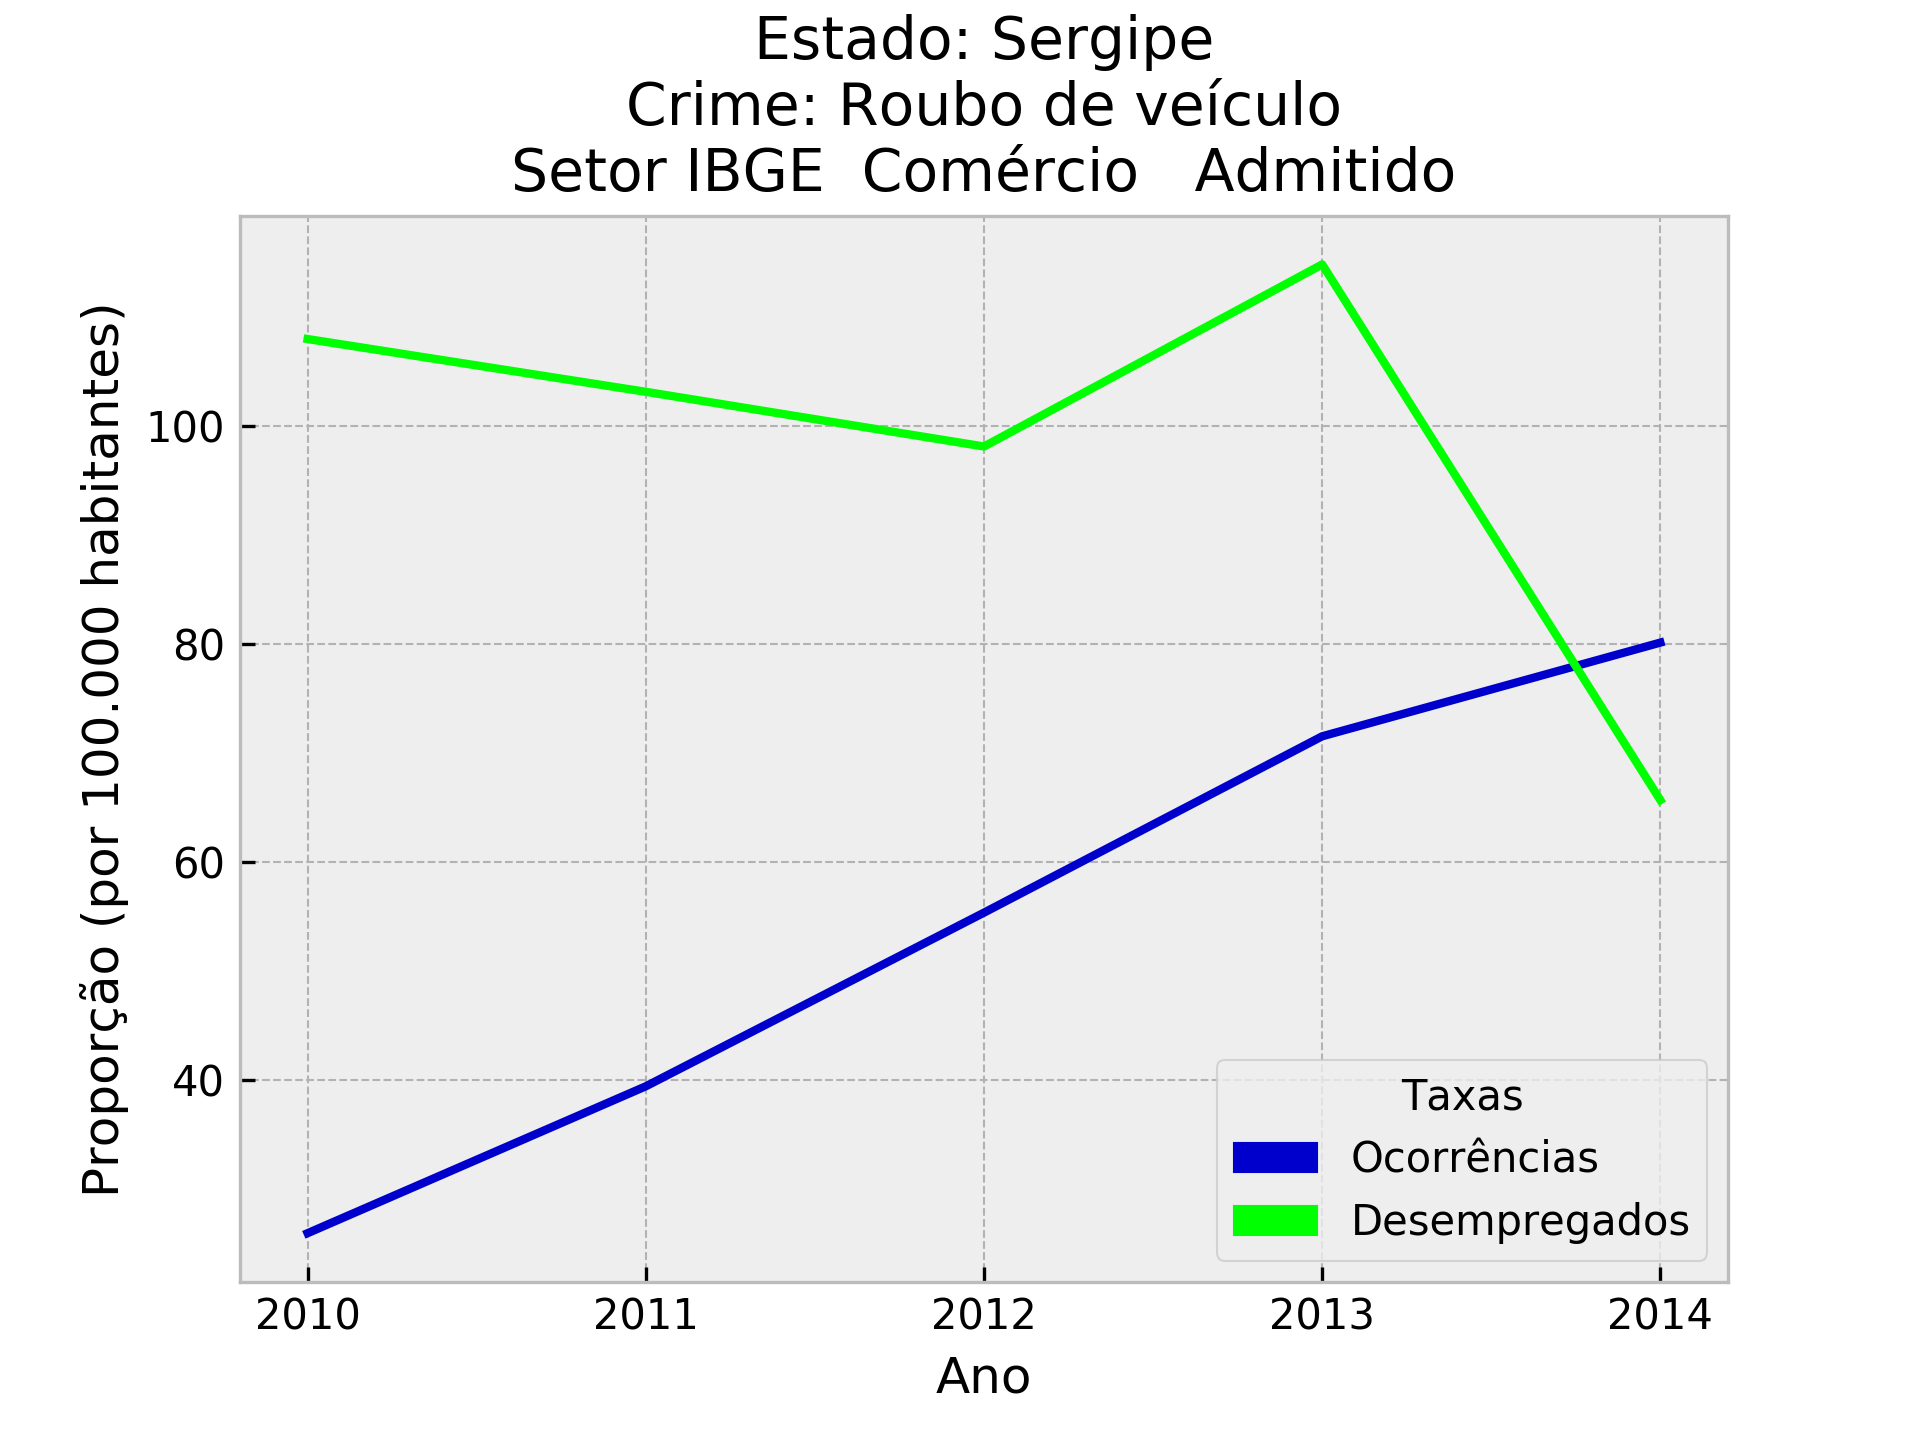 Estado: Sergipe
Crime: Roubo de veículo
Setor IBGE  Comércio   Admitido
Proporção (por 100.000 habitantes)
100
80
60
40
Taxas
Ocorrências
Desempregados
2010 2011 2012 2013 2014
Ano